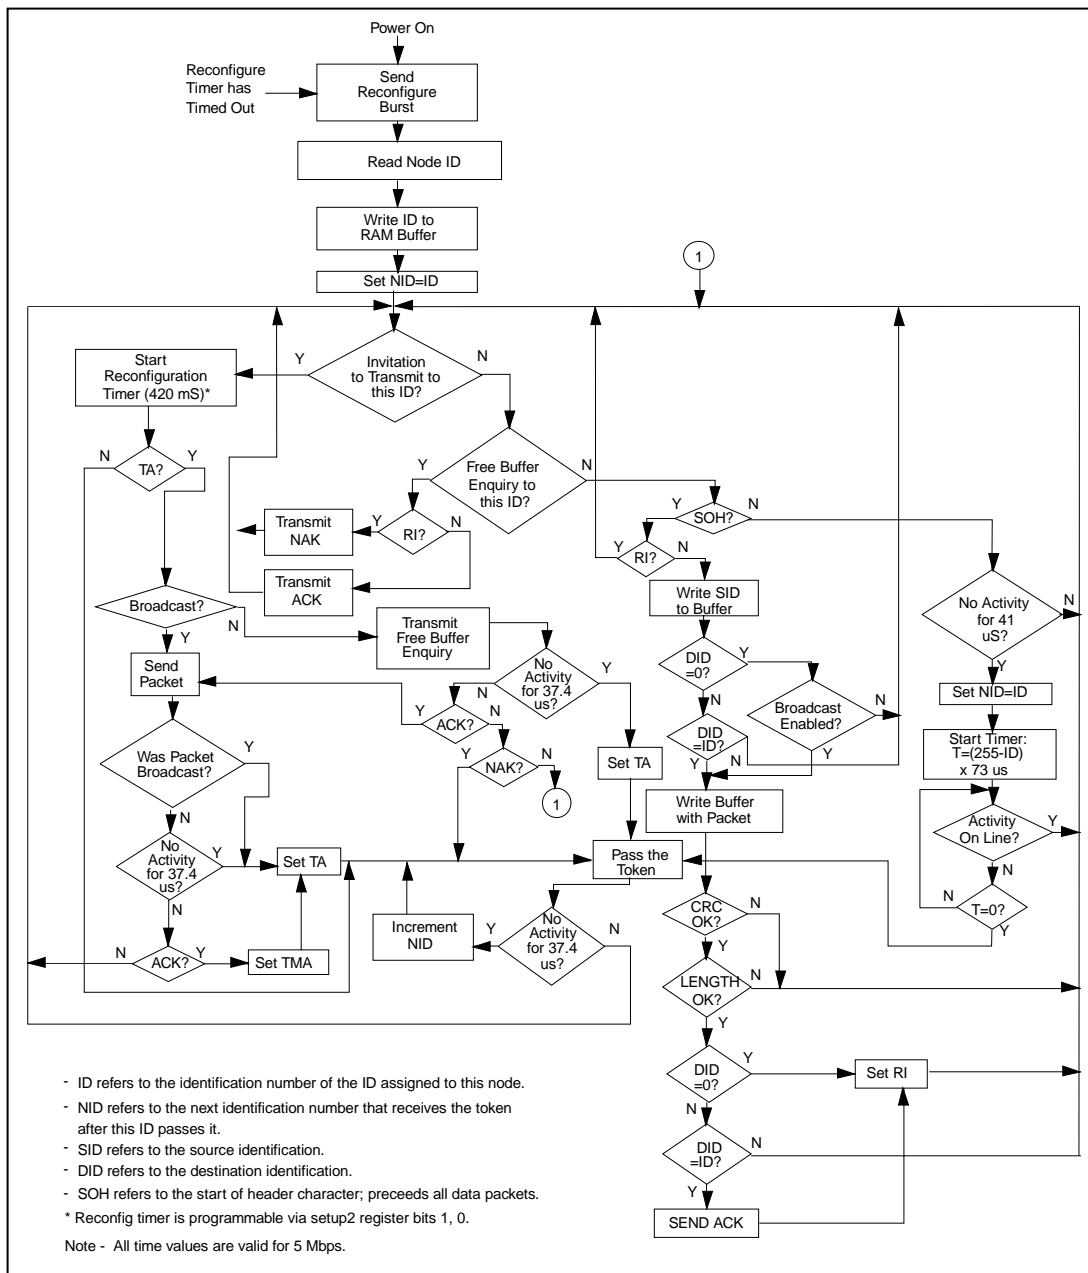 Power On
Reconfigure
Timer has
Timed Out
Send
Reconfigure
Burst
Read Node ID
Write ID to
RAM Buffer
1
Set NID=ID
Start
Reconfiguration
Timer (420 mS)*
Y
Invitation
to Transmit to
this ID?
N
N
TA?
Y
Y
Free Buffer
Enquiry to
this ID?
N
Transmit
NAK
Y
RI?
N
Y
SOH?
N
Transmit
ACK
Y
RI?
N
Write SID
to Buffer
Broadcast?
N
Y
Transmit
Free Buffer
Enquiry
No Activity
for 41
uS?
N
Y
Send
Packet
No
Activity
for 37.4
us?
N
Y
DID
=0?
Y
N
Set NID=ID
Broadcast
Enabled?
N
Y
ACK?
Y
N
DID
=ID?
Y
N
Start Timer:
T=(255-ID)
x 73 us
Was Packet
Broadcast?
Y
N
Y
NAK?
N
1
Set TA
Write Buffer
with Packet
Activity
On Line?
Y
N
No
Activity
for 37.4
us?
Y
N
Set TA
Pass the
Token
N
T=0?
Y
Increment
NID
Y
No
Activity
for 37.4
us?
N
CRC
OK?
N
Y
N
ACK?
Y
Set TMA
LENGTH
OK?
N
Y
DID
=0?
Y
N
Set RI
DID
=ID?
N
Y
SEND ACK
- ID refers to the identification number of the ID assigned to this node.
- NID refers to the next identification number that receives the token
after this ID passes it.
- SID refers to the source identification.
- DID refers to the destination identification.
- SOH refers to the start of header character; preceeds all data packets.
* Reconfig timer is programmable via setup2 register bits 1, 0.
Note - All time values are valid for 5 Mbps.